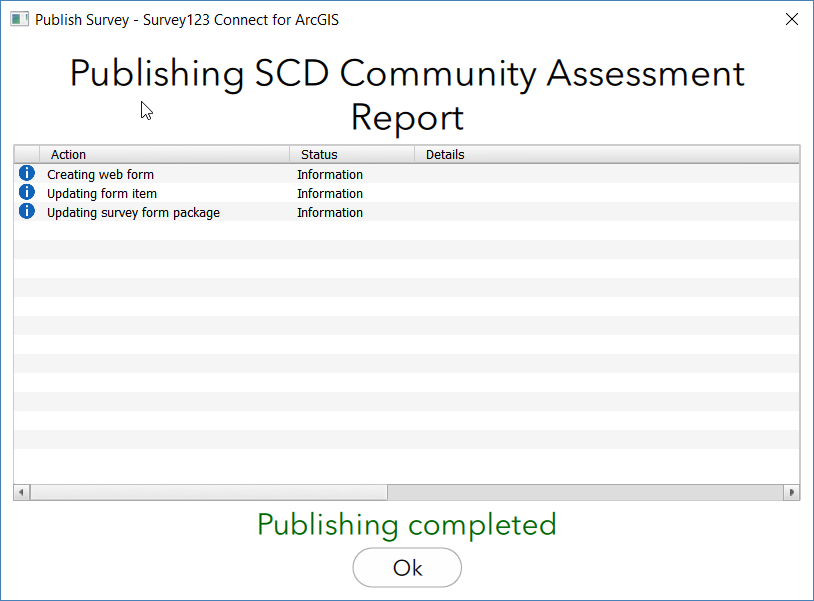 Publish Survey - Survey123 Connect for ArcGIS
Publishing SCD Community Assessment
Report
Action Status Details
Creating web form Information
Updating form item Information
Updating survey form package Information
Publishing completed
Ok